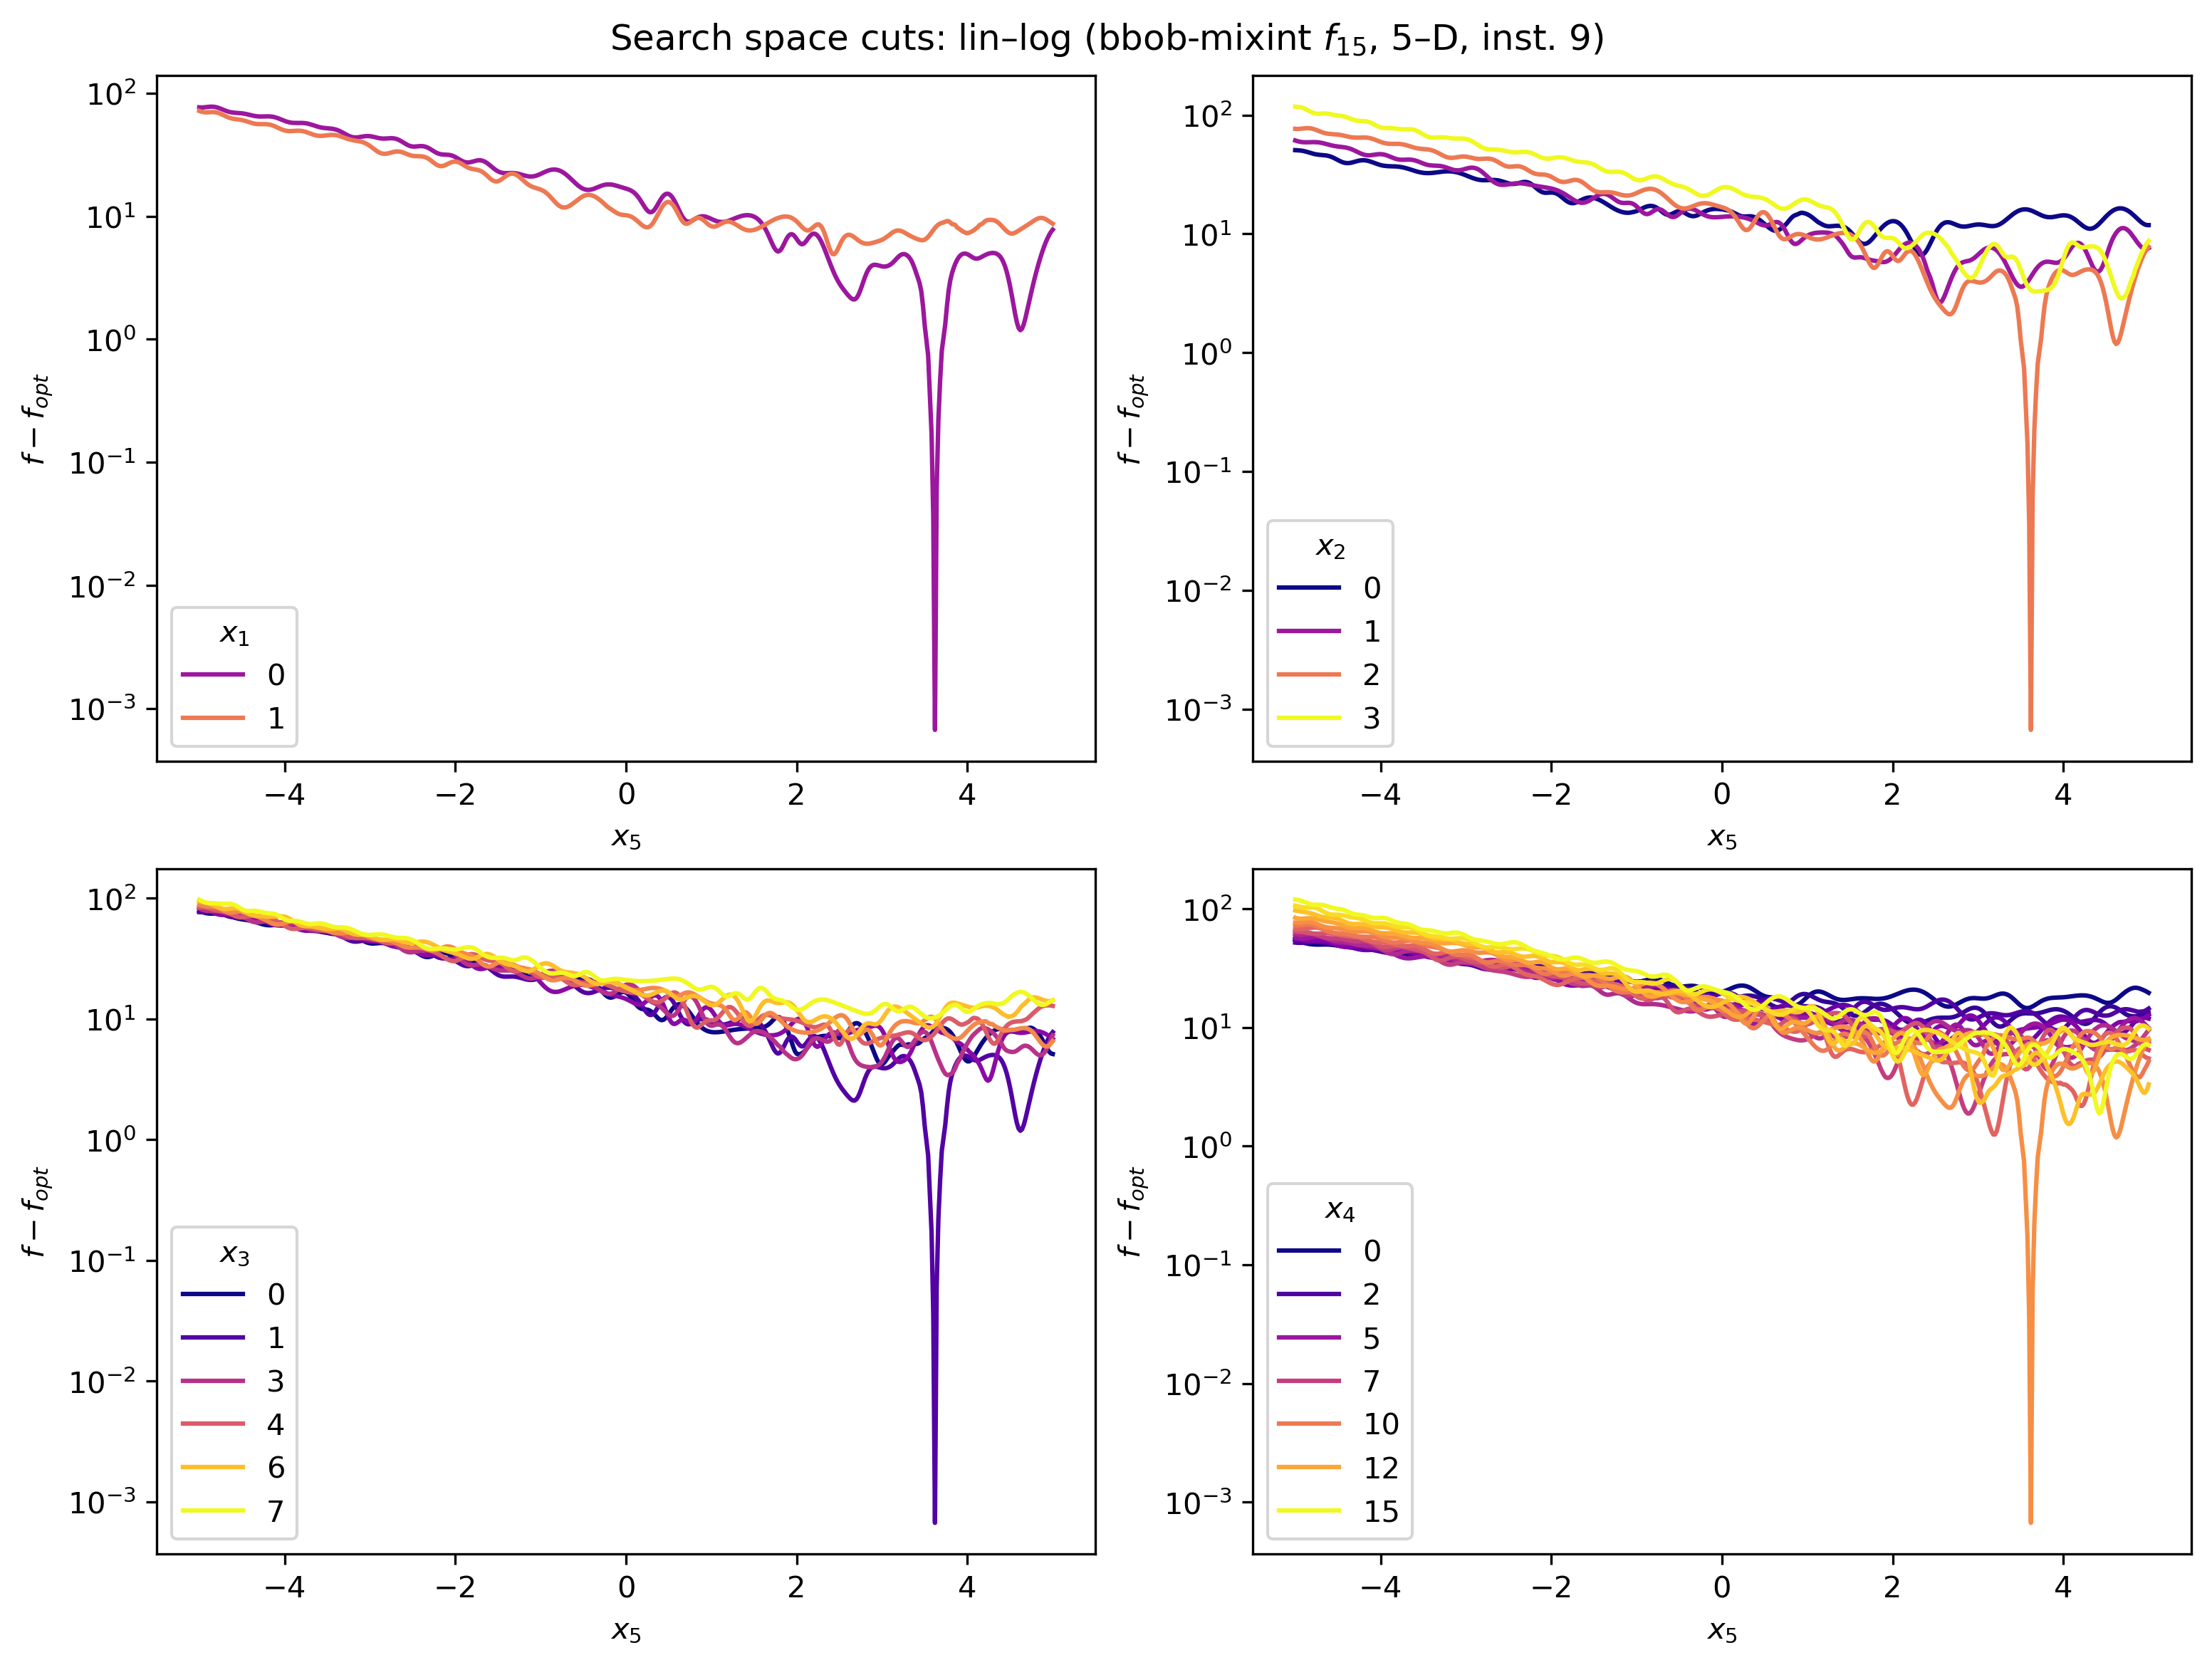 Search space cuts: lin–log (bbob-mixint f15, 5–D, inst. 9)
10^2
10^1
10^0
10^−1
10^−2
10^−3
f − fopt
x1
0
1
−4 −2 0 2 4
x5
10^2
10^1
10^0
10^−1
10^−2
10^−3
f − fopt
x2
0
1
2
3
−4 −2 0 2 4
x5
10^2
10^1
10^0
10^−1
10^−2
10^−3
f − fopt
x3
0
1
3
4
6
7
−4 −2 0 2 4
x5
10^2
10^1
10^0
10^−1
10^−2
10^−3
f − fopt
x4
0
2
5
7
10
12
15
−4 −2 0 2 4
x5